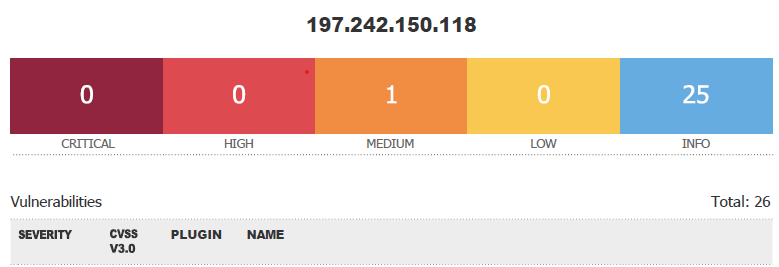 197.242.150.118
0 0 1 0 25
CRITICAL HIGH MEDIUM LOW INFO
Vulnerabilities Total: 26
SEVERITY CVSS V3.0 PLUGIN NAME